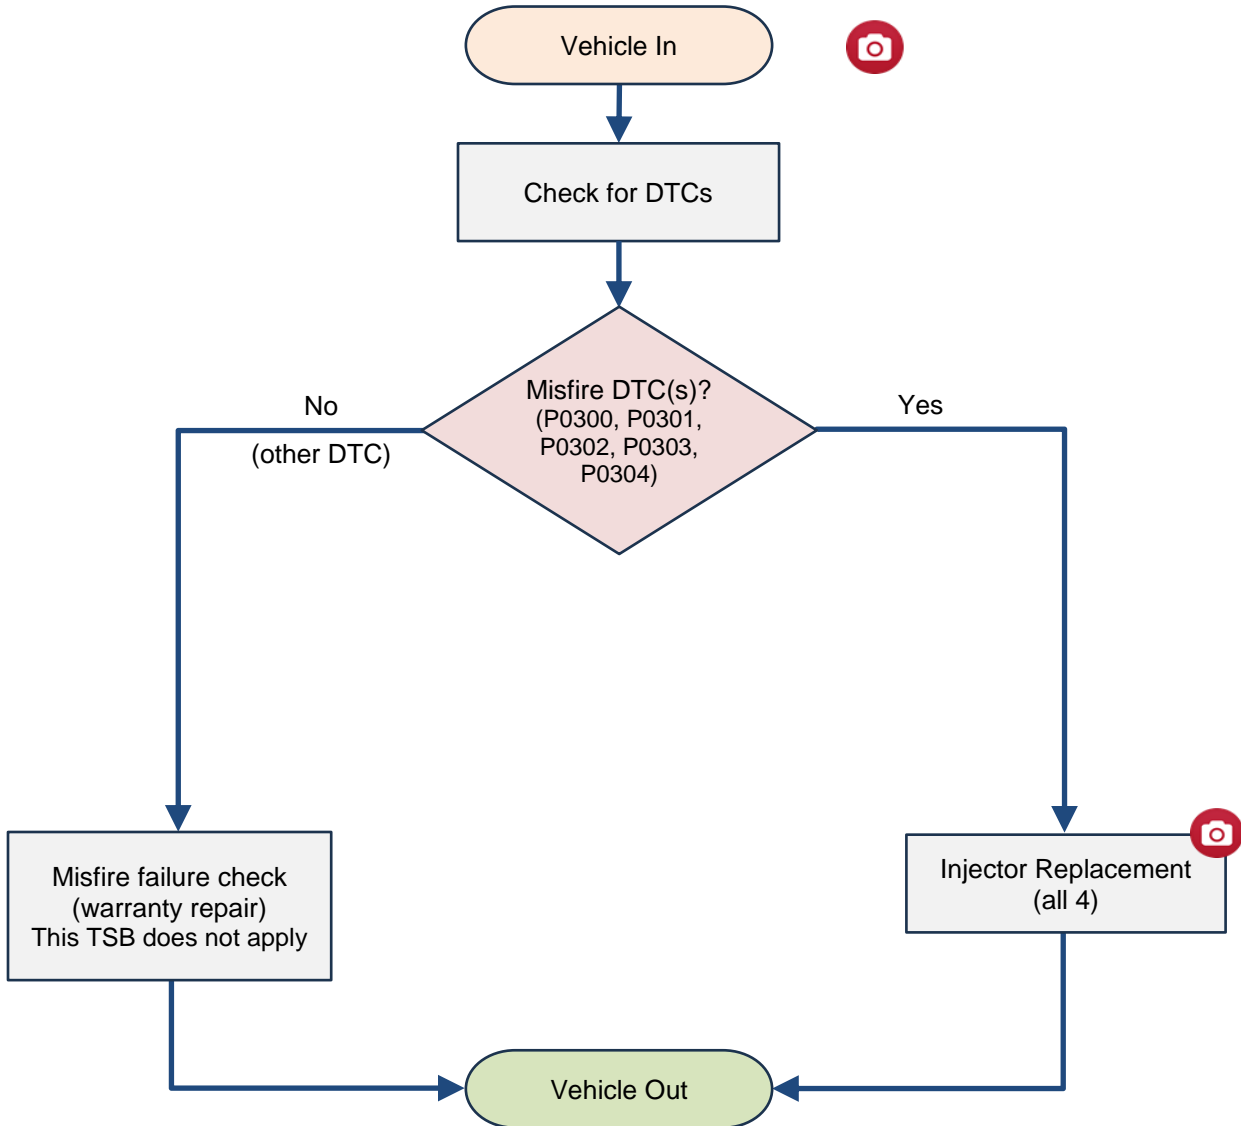 Vehicle In
Check for DTCs
Misfire DTC(s)?
(P0300, P0301,
P0302, P0303,
P0304)
No
(other DTC)
Yes
Misfire failure check
(warranty repair)
This TSB does not apply
Injector Replacement
(all 4)
Vehicle Out